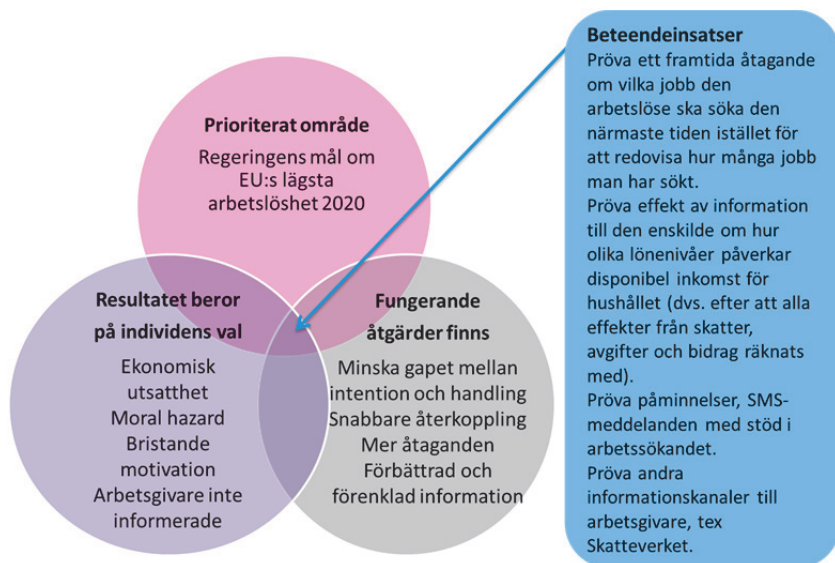 Prioriterat område
Regeringens mål om
EU:s lägsta
arbetslöshet 2020
Resultatet beror
på individens val
Ekonomisk
utsatthet
Moral hazard
Bristande
motivation
Arbetsgivare inte
informerade
Fungerande
åtgärder finns
Minska gapet mellan
intention och handling
Snabbare återkoppling
Mer åtaganden
Förbättrad och
förenklad information
Beteendeinsatser
Pröva ett framtida åtagande
om vilka jobb den
arbetslöse ska söka den
närmaste tiden istället för
att redovisa hur många jobb
man har sökt.
Pröva effekt av information
till den enskilde om hur
olika lönenivåer påverkar
disponibel inkomst för
hushållet (dvs. efter att alla
effekter från skatter,
avgifter och bidrag räknats
med).
Pröva påminnelser, SMS-
meddelanden med stöd i
arbetssökandet.
Pröva andra
informationskanaler till
arbetsgivare, tex
Skatteverket.